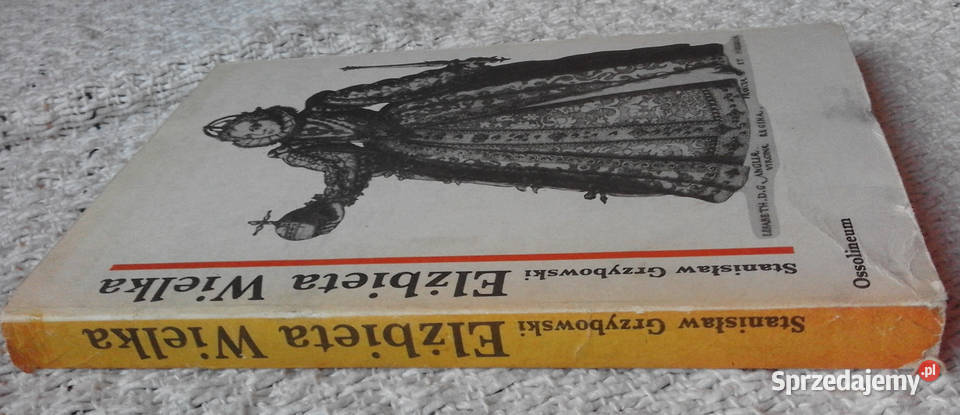 Stanisław Grzybowski Elżbieta Wielka
Ossolineum
Stanisław Grzybowski Elżbieta Wielka
Sprzedajemy.pl